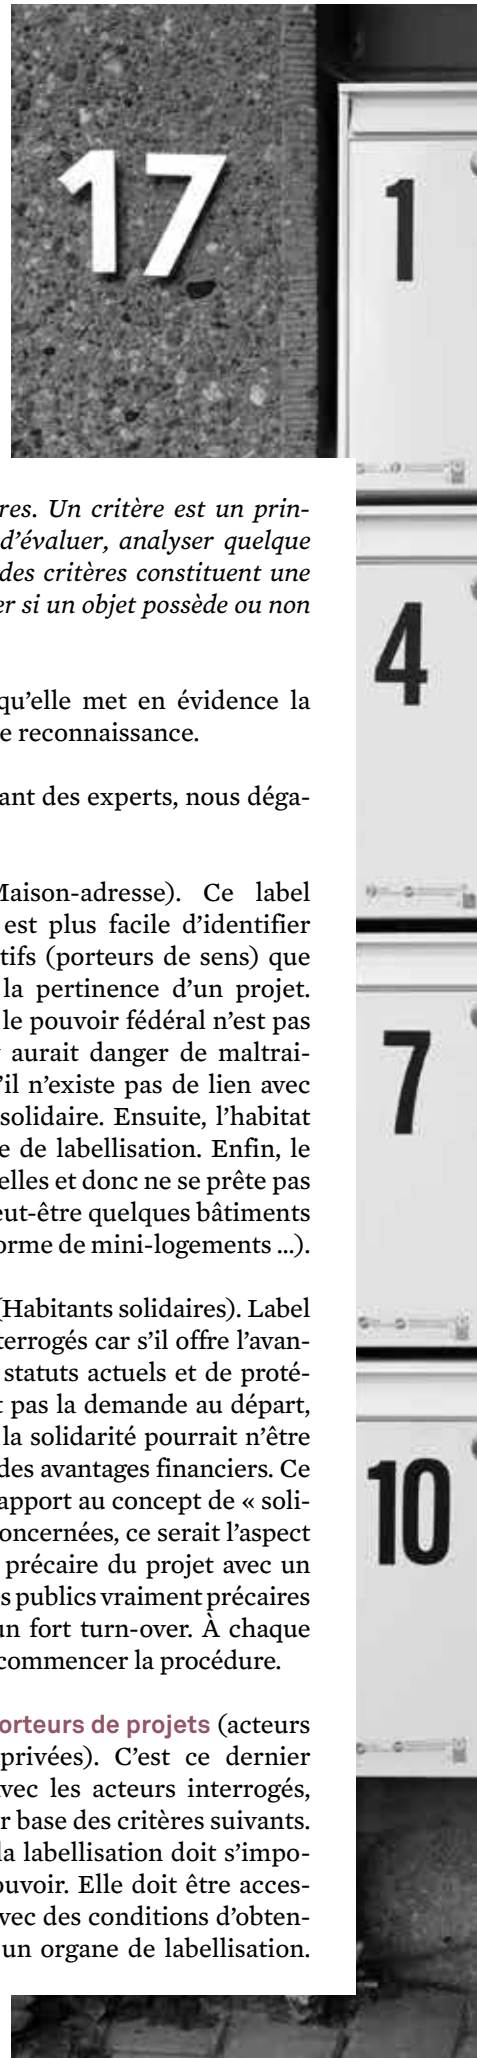 17
1
4
7
10
res. Un critère est un prin-
d’évaluer, analyser quelque
des critères constituent une
er si un objet possède ou non
qu’elle met en évidence la
e reconnaissance.
ant des experts, nous déga-
Maison-adresse). Ce label
est plus facile d’identifier
tifs (porteurs de sens) que
la pertinence d’un projet.
le pouvoir fédéral n’est pas
aurait danger de maltrai-
’il n’existe pas de lien avec
solidaire. Ensuite, l’habitat
e de labellisation. Enfin, le
elles et donc ne se prête pas
eut-être quelques bâtiments
orme de mini-logements ...).
(Habitants solidaires). Label
terrogés car s’il offre l’avan-
statuts actuels et de proté-
t pas la demande au départ,
la solidarité pourrait n’être
des avantages financiers. Ce
apport au concept de « soli-
oncernées, ce serait l’aspect
précaire du projet avec un
s publics vraiment précaires
un fort turn-over. À chaque
commencer la procédure.
orteurs de projets (acteurs
privées). C’est ce dernier
avec les acteurs interrogés,
r base des critères suivants.
la labellisation doit s’impo-
ouvoir. Elle doit être acces-
avec des conditions d’obten-
un organe de labellisation.